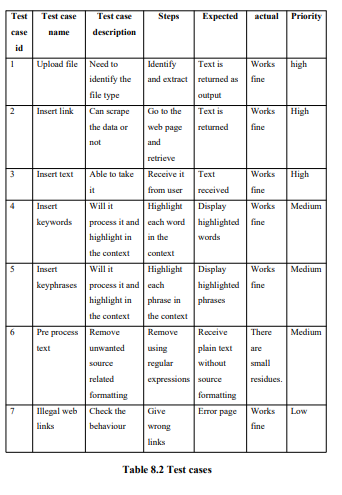 Test case id | Test case name | Test case description | Steps | Expected | actual | Priority
1 | Upload file | Need to identify the file type | Identify and extract | Text is returned as output | Works fine | high
2 | Insert link | Can scrape the data or not | Go to the web page and retrieve | Text is returned | Works fine | High
3 | Insert text | Able to take it | Receive it from user | Text received | Works fine | High
4 | Insert keywords | Will it process it and highlight in the context | Highlight each word in the context | Display highlighted words | Works fine | Medium
5 | Insert keyphrases | Will it process it and highlight in the context | Highlight each phrase in the context | Display highlighted phrases | Works fine | Medium
6 | Pre process text | Remove unwanted source related formatting | Remove using regular expressions | Receive plain text without source formatting | There are small residues. | Medium
7 | Illegal web links | Check the behaviour | Give wrong links | Error page | Works fine | Low
Table 8.2 Test cases